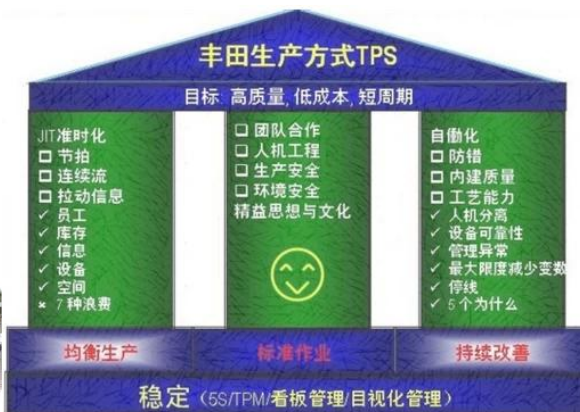 丰田生产方式TPS
目标: 高质量, 低成本, 短周期
JIT准时化
节拍
连续流
拉动信息
员工
库存
信息
设备
空间
7种浪费
团队合作
人机工程
生产安全
环境安全
精益思想与文化
自働化
防错
内建质量
工艺能力
人机分离
设备可靠性
管理异常
最大限度减少变数
停线
5个为什么
均衡生产
标准作业
持续改善
稳定（5S/TPM/看板管理/目视化管理）